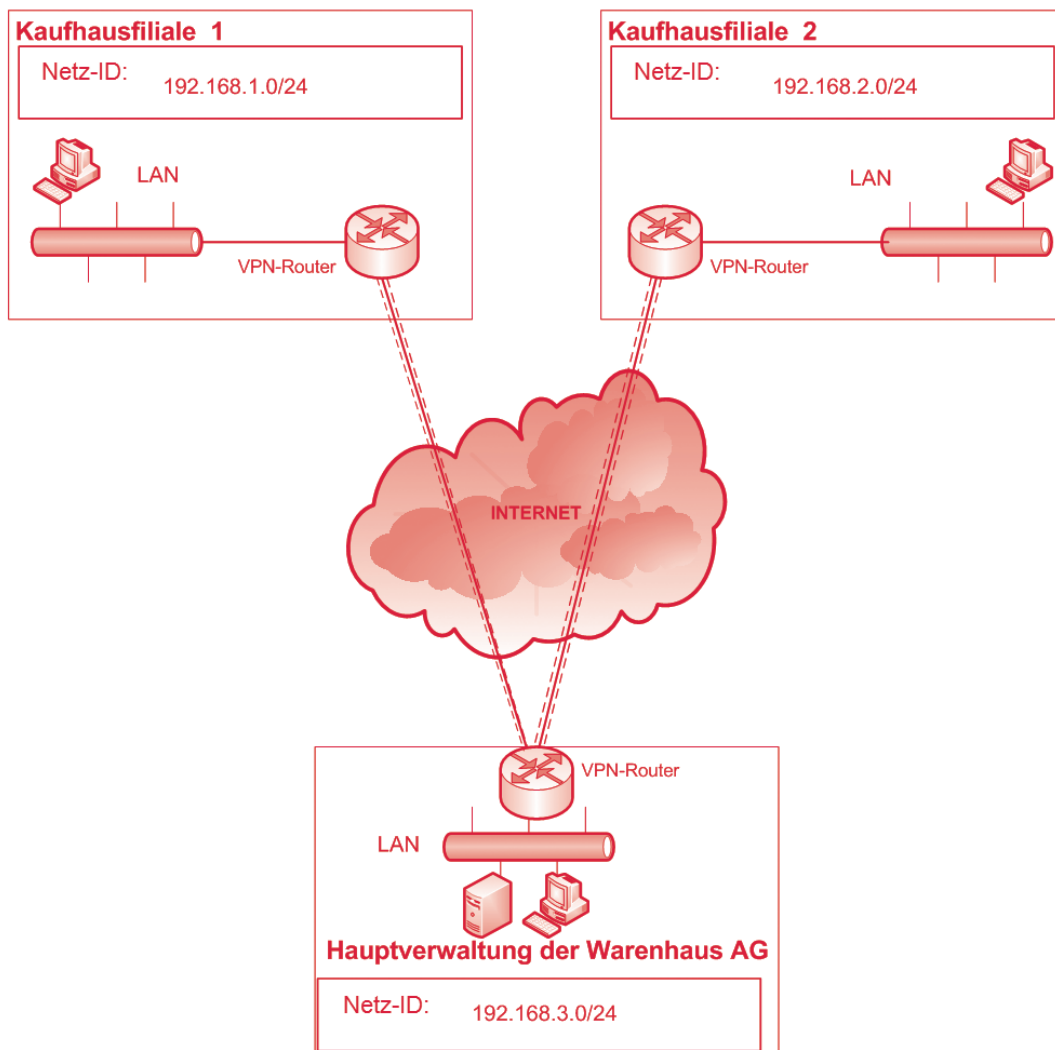 Kaufhausfiliale 1
Netz-ID: 192.168.1.0/24
LAN
VPN-Router
Kaufhausfiliale 2
Netz-ID: 192.168.2.0/24
LAN
VPN-Router
INTERNET
VPN-Router
LAN
Hauptverwaltung der Warenhaus AG
Netz-ID: 192.168.3.0/24